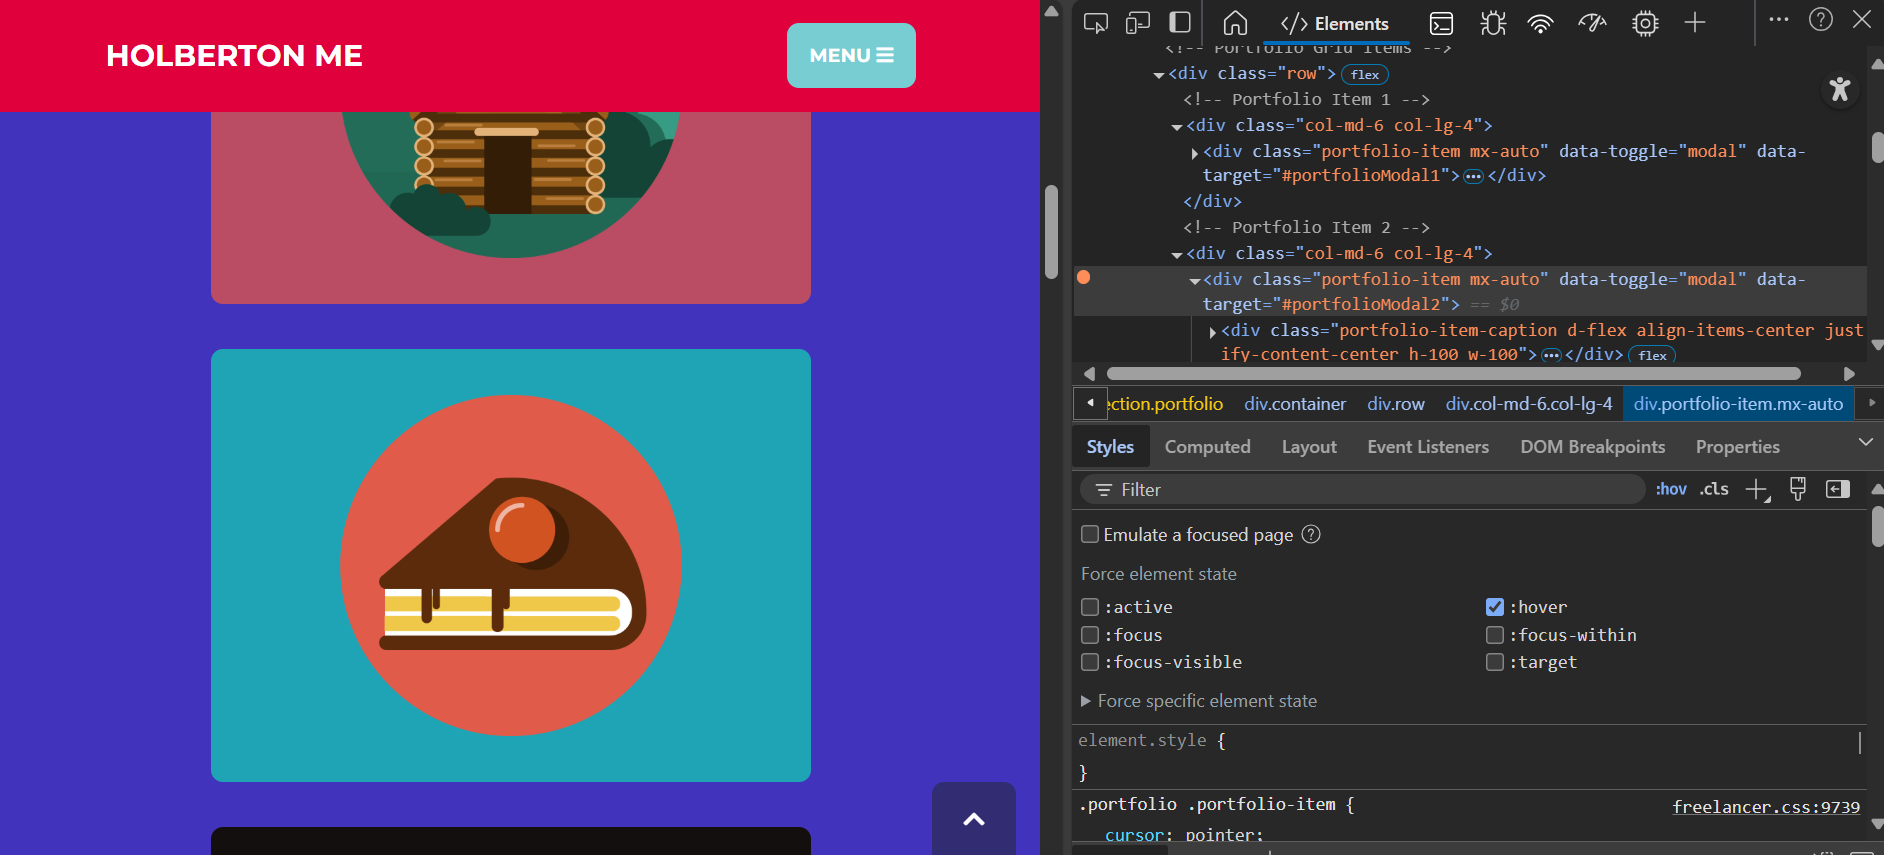 HOLBERTON ME
MENU
Elements
<!-- Portfolio Grid Items -->
<div class="row"> flex
<!-- Portfolio Item 1 -->
<div class="col-md-6 col-lg-4">
<div class="portfolio-item mx-auto" data-toggle="modal" data-
target="#portfolioModal1"> ••• </div>
</div>
<!-- Portfolio Item 2 -->
<div class="col-md-6 col-lg-4">
<div class="portfolio-item mx-auto" data-toggle="modal" data-
target="#portfolioModal2"> == $0
<div class="portfolio-item-caption d-flex align-items-center just
ify-content-center h-100 w-100"> ••• </div> flex
ection.portfolio div.container div.row div.col-md-6.col-lg-4 div.portfolio-item.mx-auto
Styles Computed Layout Event Listeners DOM Breakpoints Properties
Filter :hov .cls
Emulate a focused page ?
Force element state
:active :hover
:focus :focus-within
:focus-visible :target
Force specific element state
element.style {
}
.portfolio .portfolio-item { freelancer.css:9739
cursor: pointer;